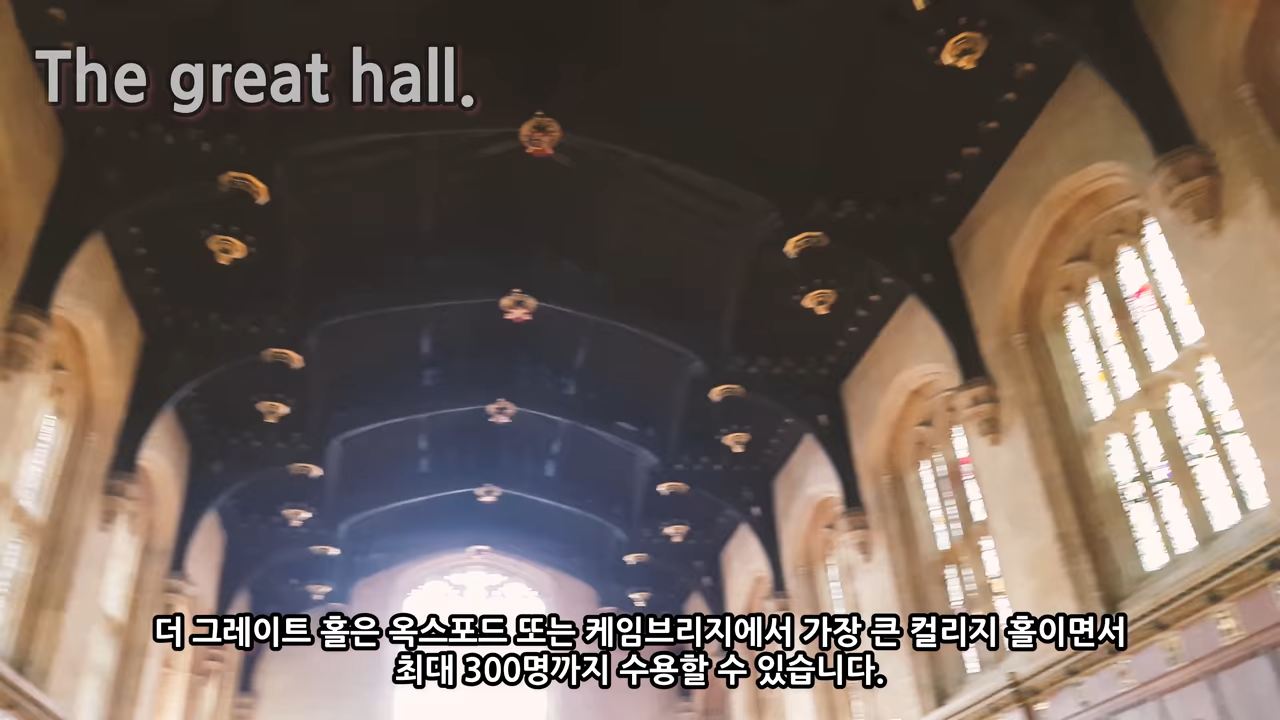 The great hall.
더 그레이트 홀은 옥스포드 또는 케임브리지에서 가장 큰 컬리지 홀이면서
최대 300명까지 수용할 수 있습니다.